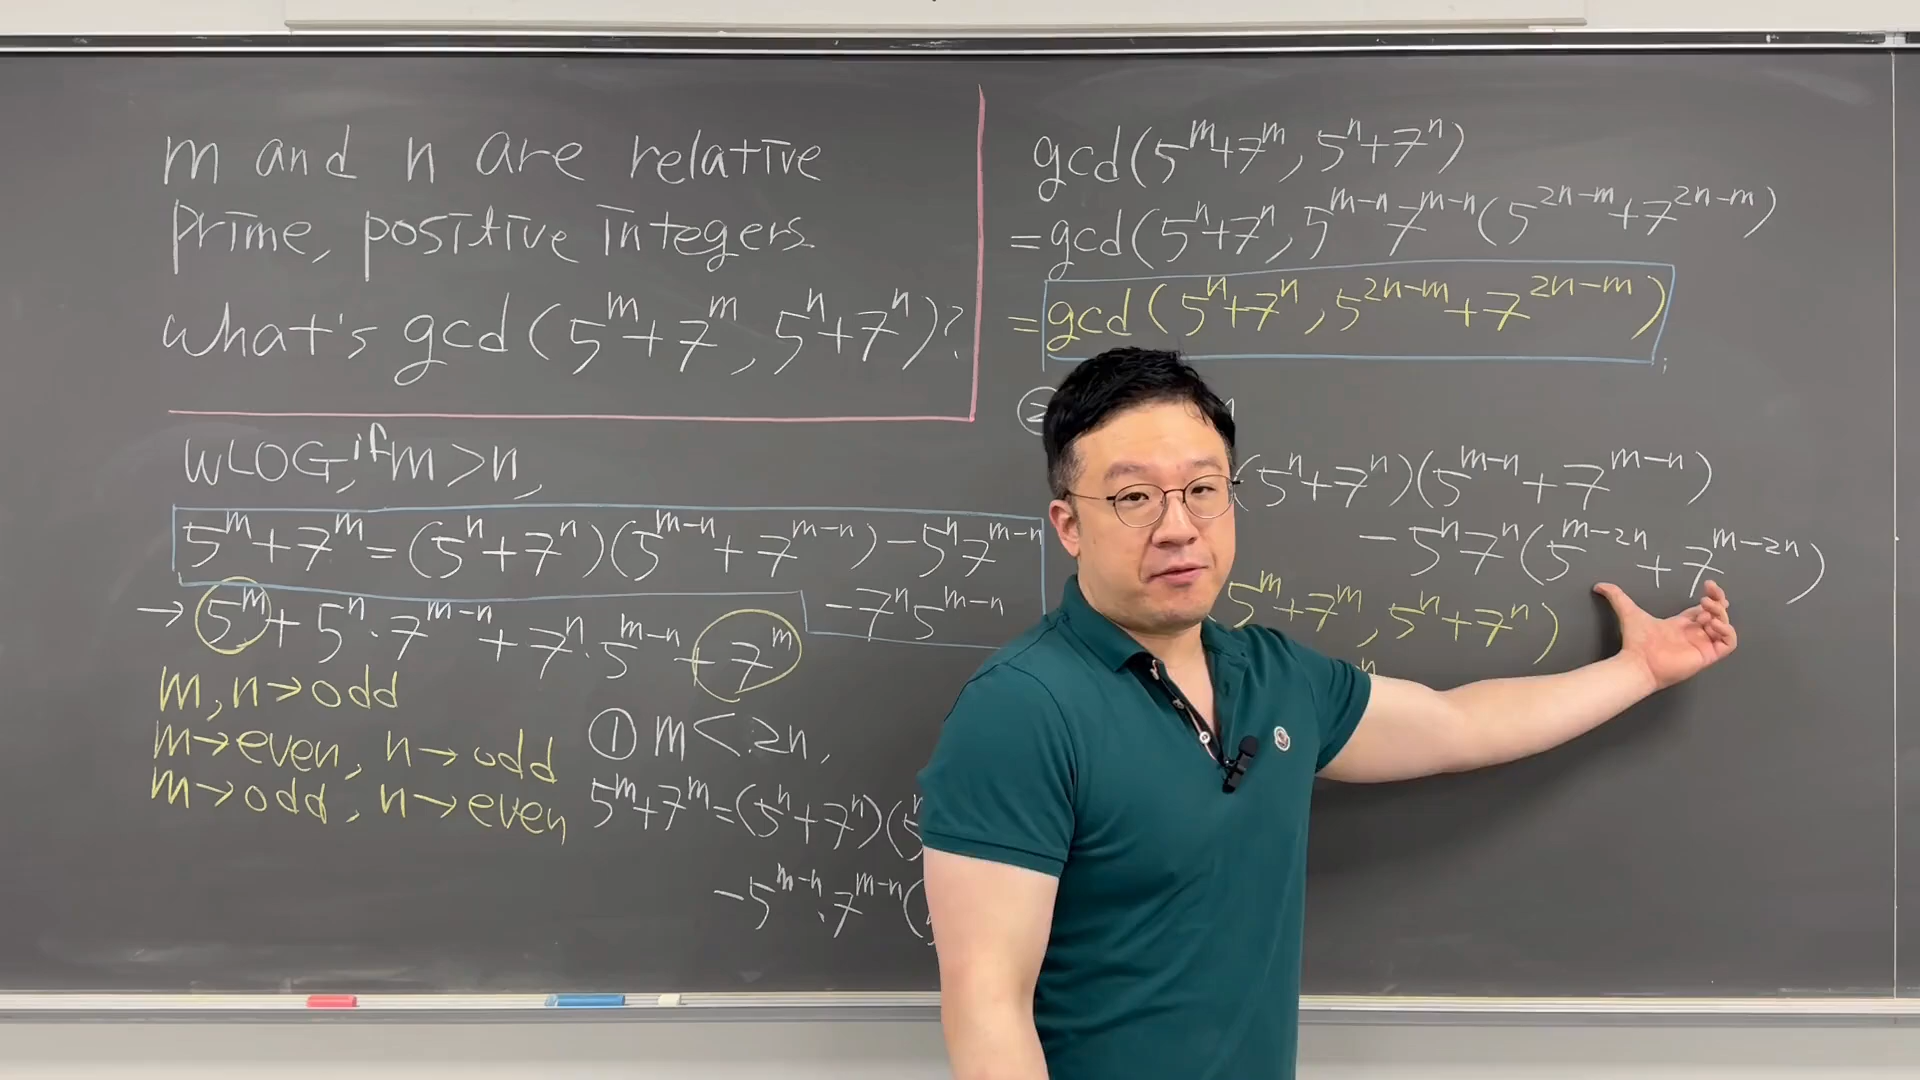 m and n are relative
prime, positive integers.
What's gcd(5^m+7^m, 5^n+7^n)?
WLOG, if m>n,
5^m+7^m=(5^n+7^n)(5^{m-n}+7^{m-n})-5^n7^{m-n}
-7^n5^{m-n}
→ 5^m+5^n·7^{m-n}+7^n·5^{m-n}+7^m
m, n→odd
m→even, n→odd
m→odd, n→even
① m<2n,
5^m+7^m=(5^n+7^n)(5
-5^{m-n}·7^{m-n}(
gcd(5^m+7^m, 5^n+7^n)
=gcd(5^n+7^n, 5^{m-n}7^{m-n}(5^{2n-m}+7^{2n-m})
=gcd(5^n+7^n, 5^{2n-m}+7^{2n-m})
②
(5^n+7^n)(5^{m-n}+7^{m-n})
-5^n7^n(5^{m-2n}+7^{m-2n})
5^m+7^m, 5^n+7^n)